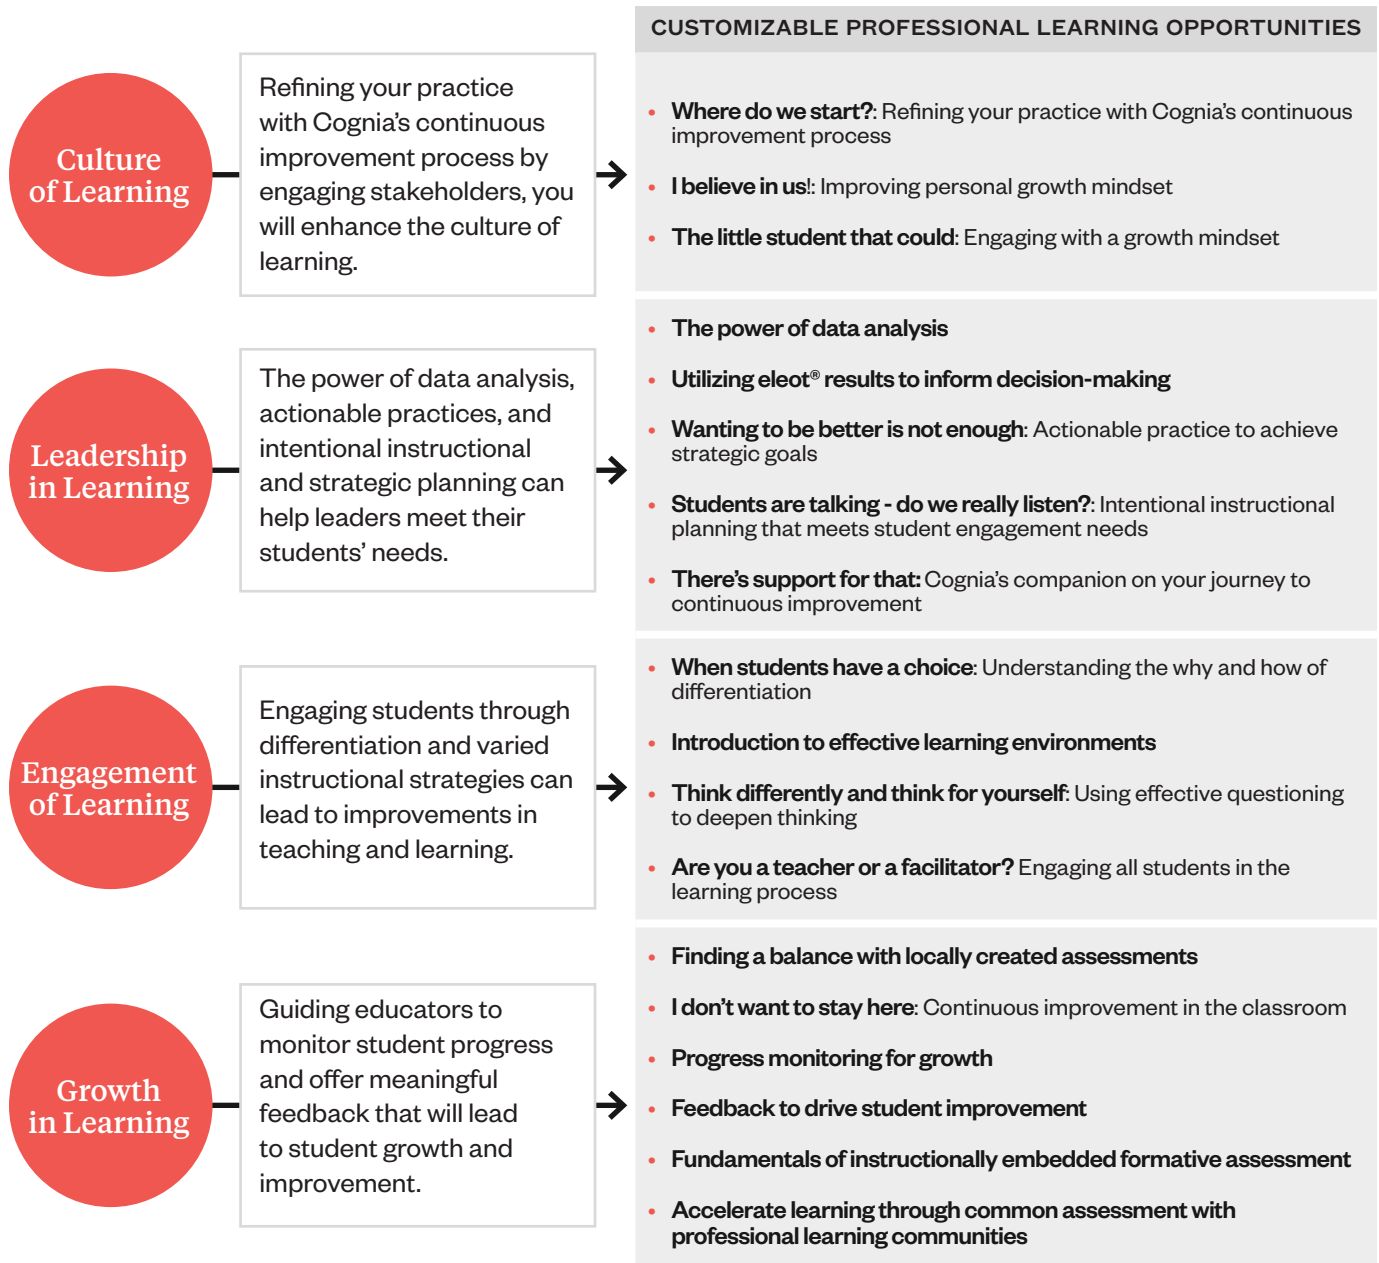 CUSTOMIZABLE PROFESSIONAL LEARNING OPPORTUNITIES
Culture
of Learning
Refining your practice
with Cognia’s continuous
improvement process by
engaging stakeholders, you
will enhance the culture of
learning.
• Where do we start?: Refining your practice with Cognia’s continuous
improvement process
• I believe in us!: Improving personal growth mindset
• The little student that could: Engaging with a growth mindset
Leadership
in Learning
The power of data analysis,
actionable practices, and
intentional instructional
and strategic planning can
help leaders meet their
students’ needs.
• The power of data analysis
• Utilizing eleot® results to inform decision-making
• Wanting to be better is not enough: Actionable practice to achieve
strategic goals
• Students are talking - do we really listen?: Intentional instructional
planning that meets student engagement needs
• There’s support for that: Cognia’s companion on your journey to
continuous improvement
Engagement
of Learning
Engaging students through
differentiation and varied
instructional strategies can
lead to improvements in
teaching and learning.
• When students have a choice: Understanding the why and how of
differentiation
• Introduction to effective learning environments
• Think differently and think for yourself: Using effective questioning
to deepen thinking
• Are you a teacher or a facilitator? Engaging all students in the
learning process
Growth
in Learning
Guiding educators to
monitor student progress
and offer meaningful
feedback that will lead
to student growth and
improvement.
• Finding a balance with locally created assessments
• I don’t want to stay here: Continuous improvement in the classroom
• Progress monitoring for growth
• Feedback to drive student improvement
• Fundamentals of instructionally embedded formative assessment
• Accelerate learning through common assessment with
professional learning communities